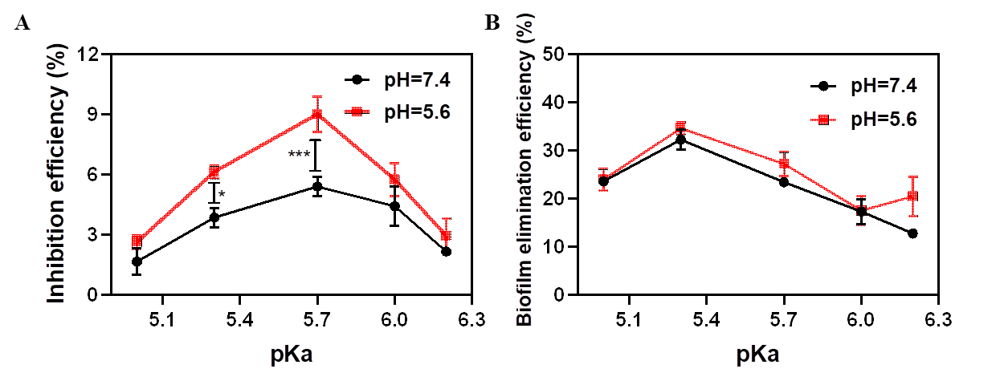 A
Inhibition efficiency (%)
12
9
6
3
0
pH=7.4
pH=5.6
***
*
5.1 5.4 5.7 6.0 6.3
pKa
B
Biofilm elimination efficiency (%)
50
40
30
20
10
0
pH=7.4
pH=5.6
5.1 5.4 5.7 6.0 6.3
pKa